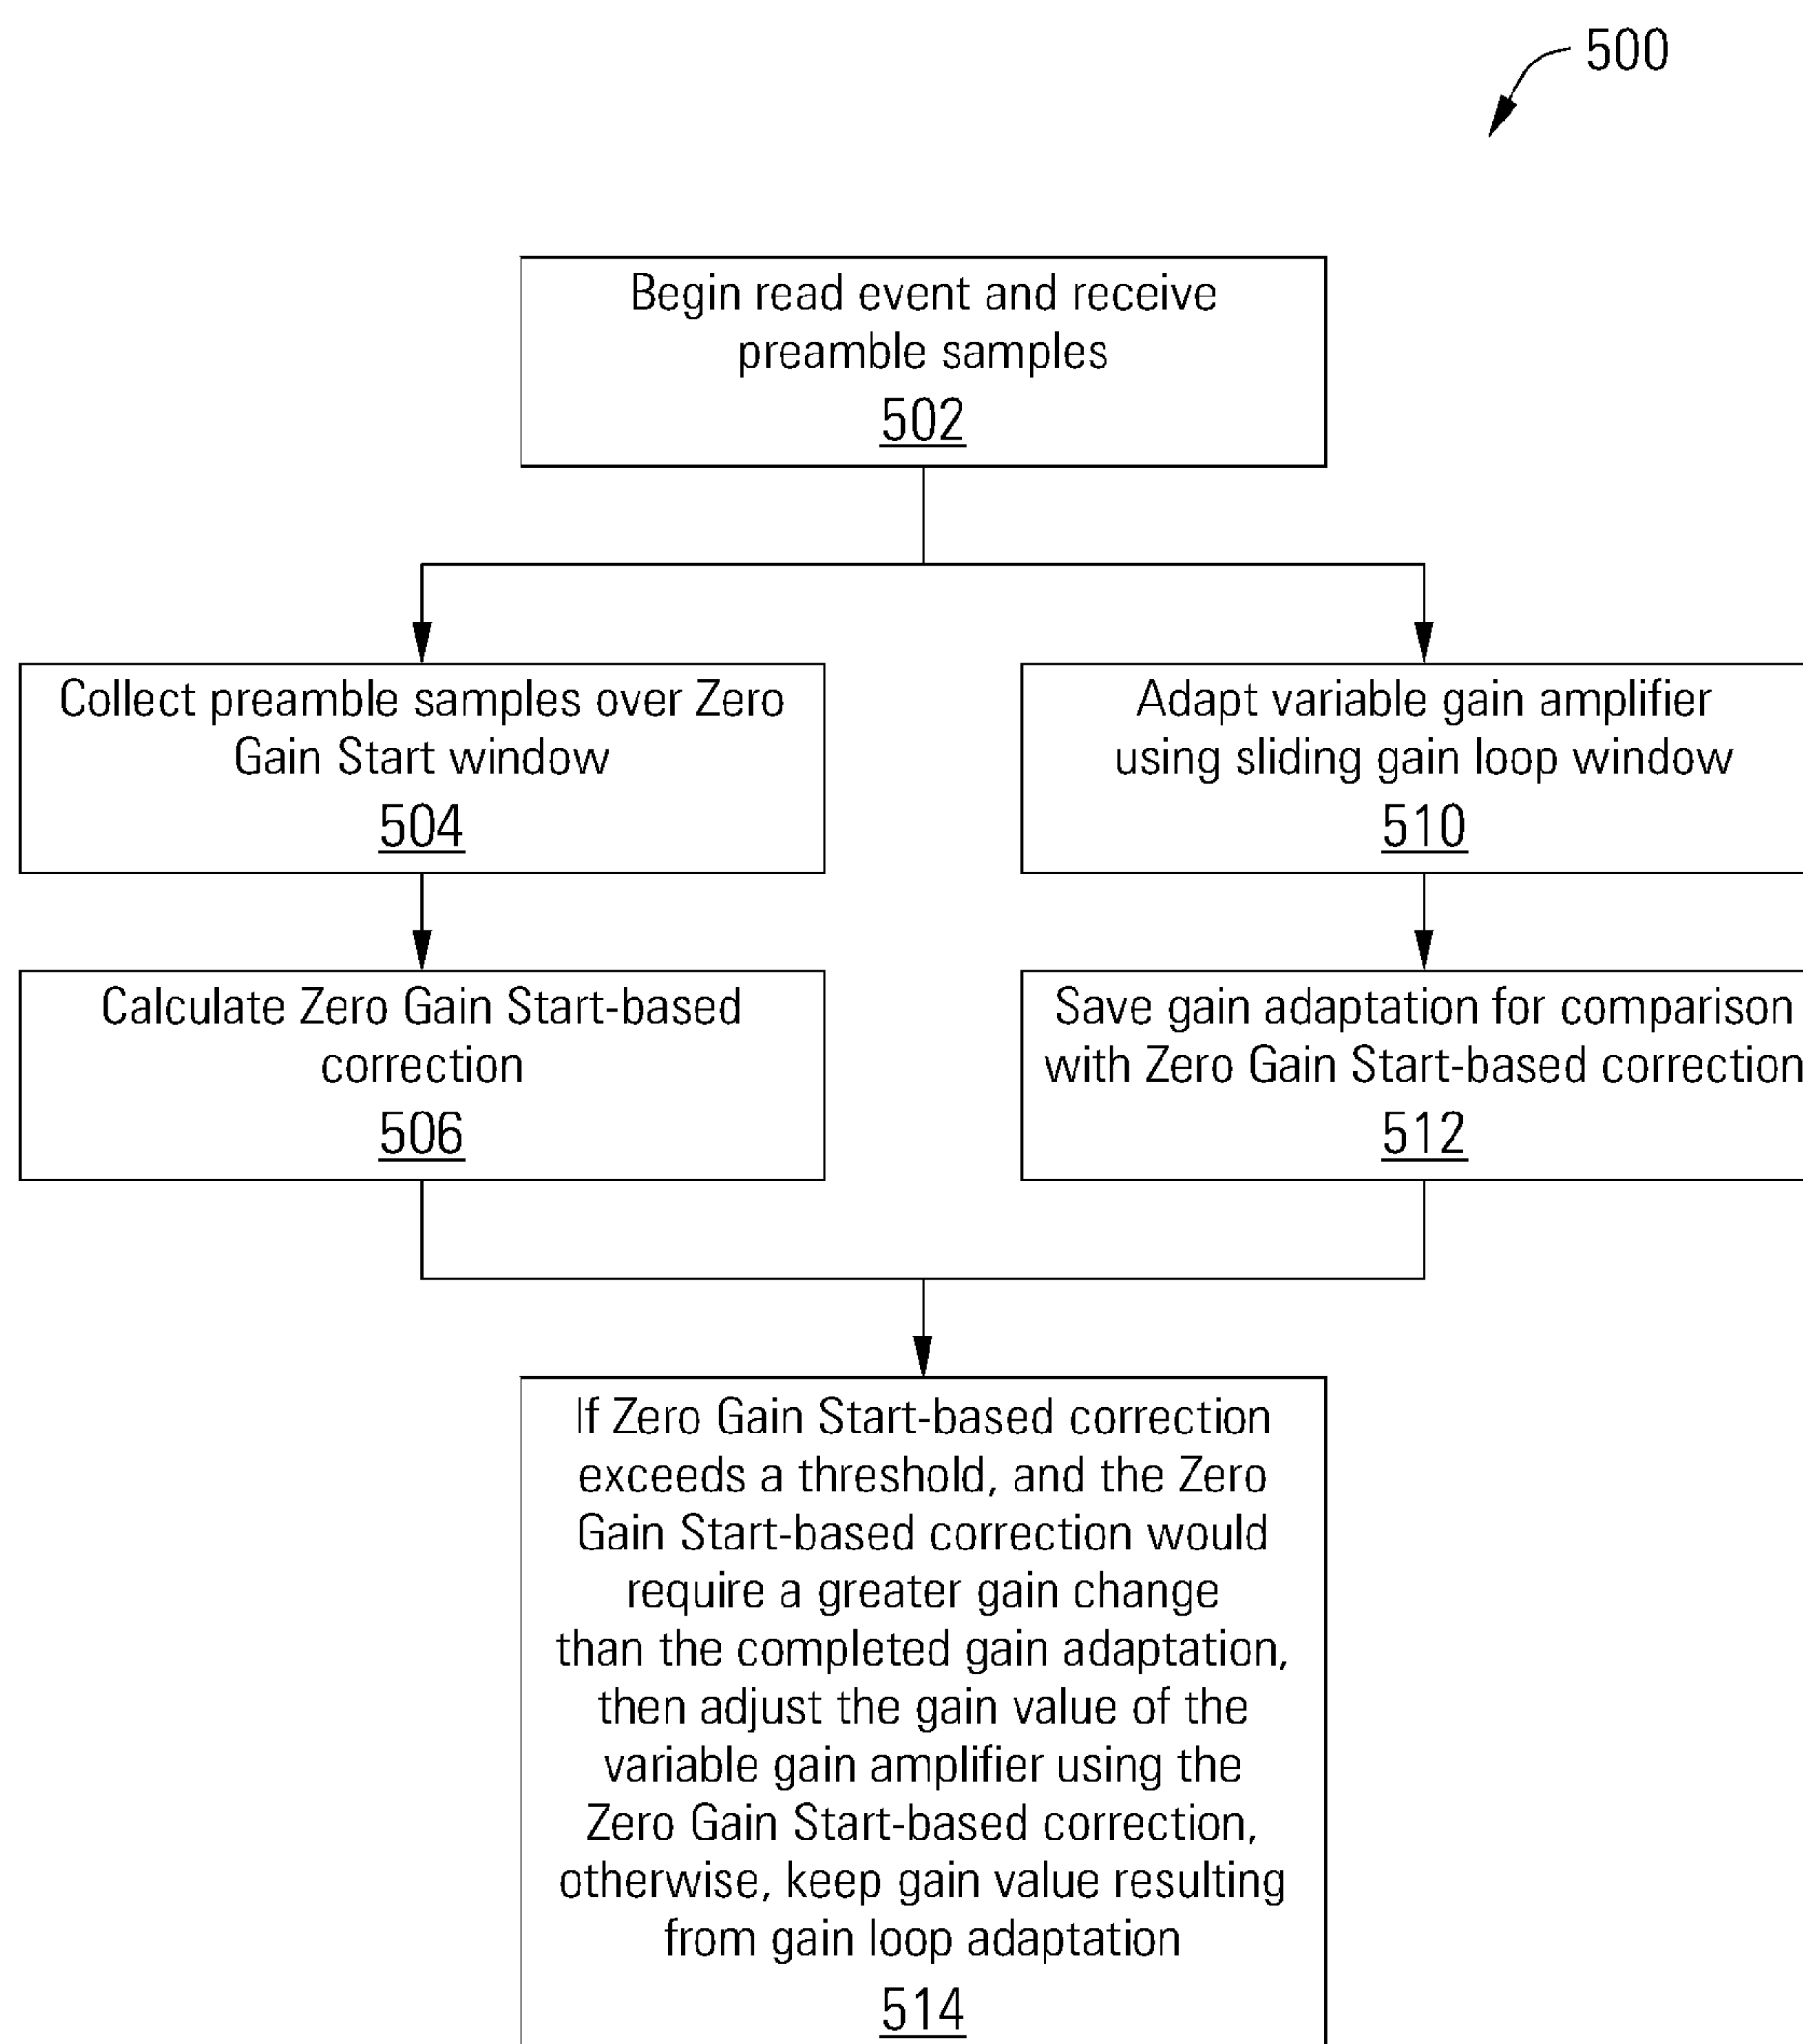 500
Begin read event and receive
preamble samples
502
Collect preamble samples over Zero
Gain Start window
504
Adapt variable gain amplifier
using sliding gain loop window
510
Calculate Zero Gain Start-based
correction
506
Save gain adaptation for comparison
with Zero Gain Start-based correction
512
If Zero Gain Start-based correction
exceeds a threshold, and the Zero
Gain Start-based correction would
require a greater gain change
than the completed gain adaptation,
then adjust the gain value of the
variable gain amplifier using the
Zero Gain Start-based correction,
otherwise, keep gain value resulting
from gain loop adaptation
514